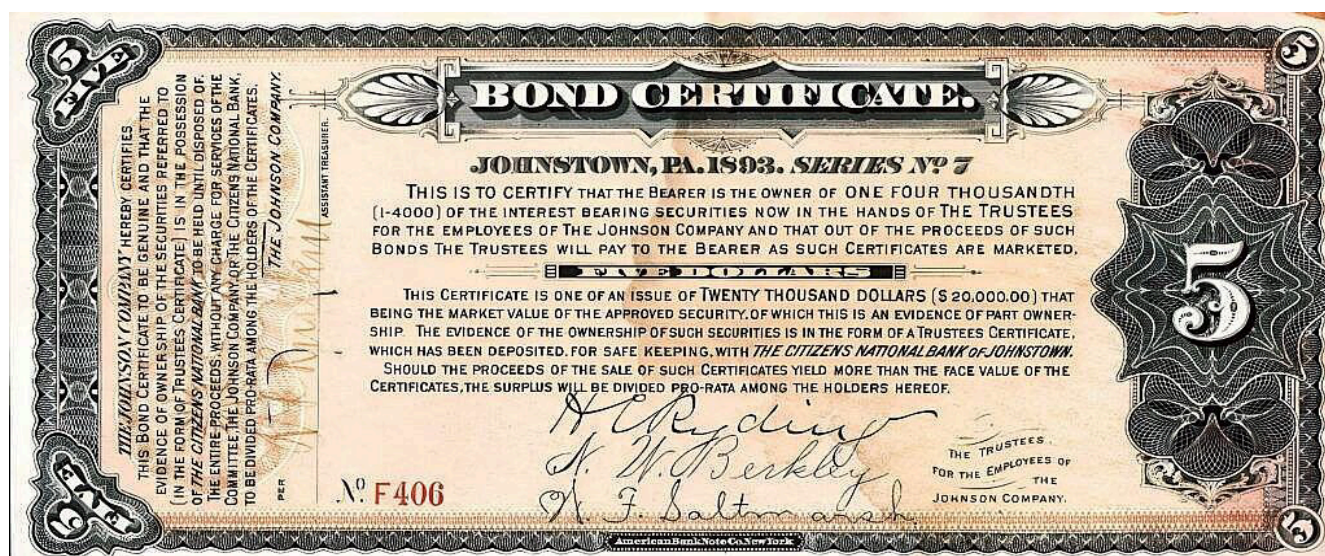 5
FIVE
THE JOHNSON COMPANY HEREBY CERTIFIES
THIS BOND CERTIFICATE TO BE GENUINE AND THAT THE
EVIDENCE OF OWNERSHIP OF THE SECURITIES REFERRED TO
(IN THE FORM OF TRUSTEES CERTIFICATE) IS IN THE POSSESSION
OF THE CITIZENS NATIONAL BANK TO BE HELD UNTIL DISPOSED OF.
THE ENTIRE PROCEEDS, WITHOUT ANY CHARGE FOR SERVICES OF THE
COMMITTEE, THE JOHNSON COMPANY, OR THE CITIZENS NATIONAL BANK,
TO BE DIVIDED PRO-RATA AMONG THE HOLDERS OF THE CERTIFICATES.
THE JOHNSON COMPANY.
PER
ASSISTANT TREASURER.
FIVE
5
BOND CERTIFICATE.
JOHNSTOWN, PA. 1893. SERIES No 7
THIS IS TO CERTIFY THAT THE BEARER IS THE OWNER OF ONE FOUR THOUSANDTH
(1-4000) OF THE INTEREST BEARING SECURITIES NOW IN THE HANDS OF THE TRUSTEES
FOR THE EMPLOYEES OF THE JOHNSON COMPANY AND THAT OUT OF THE PROCEEDS OF SUCH
BONDS THE TRUSTEES WILL PAY TO THE BEARER AS SUCH CERTIFICATES ARE MARKETED,
FIVE DOLLARS
THIS CERTIFICATE IS ONE OF AN ISSUE OF TWENTY THOUSAND DOLLARS ($20,000.00) THAT
BEING THE MARKET VALUE OF THE APPROVED SECURITY, OF WHICH THIS IS AN EVIDENCE OF PART OWNER-
SHIP. THE EVIDENCE OF THE OWNERSHIP OF SUCH SECURITIES IS IN THE FORM OF A TRUSTEES CERTIFICATE,
WHICH HAS BEEN DEPOSITED, FOR SAFE KEEPING, WITH THE CITIZENS NATIONAL BANK OF JOHNSTOWN.
SHOULD THE PROCEEDS OF THE SALE OF SUCH CERTIFICATES YIELD MORE THAN THE FACE VALUE OF THE
CERTIFICATES, THE SURPLUS WILL BE DIVIDED PRO-RATA AMONG THE HOLDERS HEREOF.
H C Ryding
N. W. Berkley
W. F. Saltmarsh
THE TRUSTEES.
FOR THE EMPLOYEES OF
THE
JOHNSON COMPANY.
No F406
American Bank Note Co. New York
5
5
5